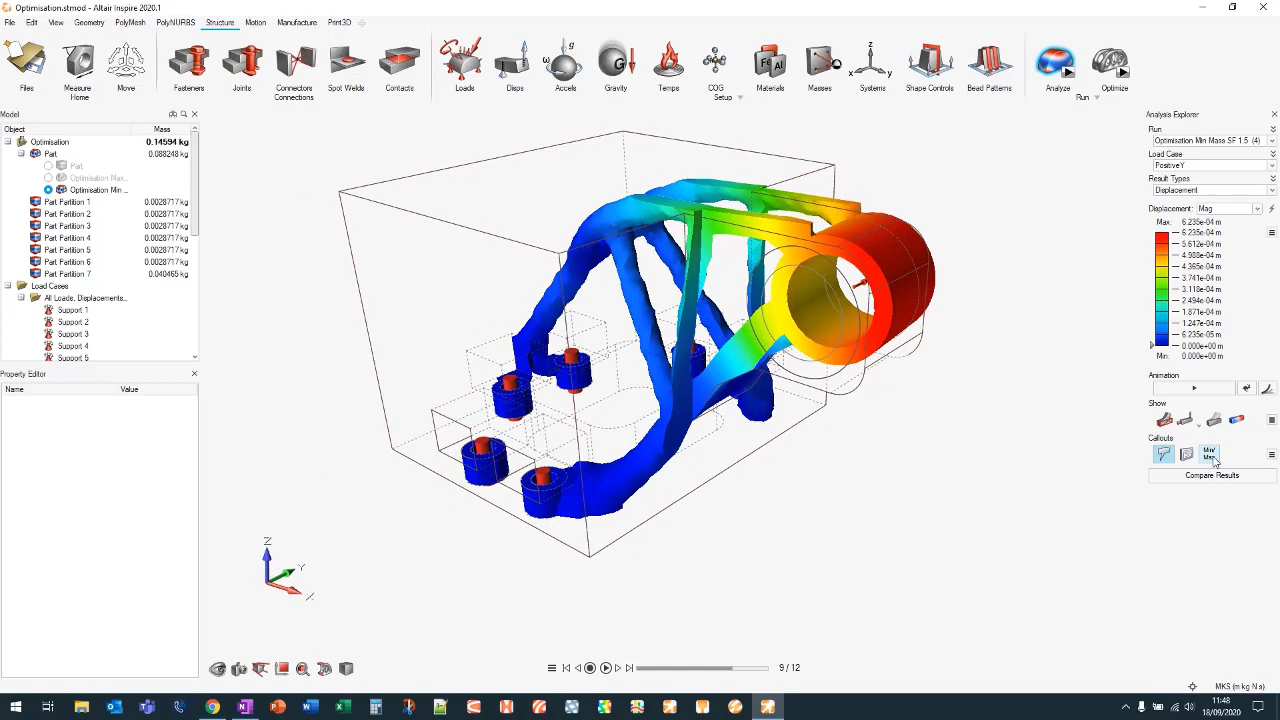 Optimisation.stmod - Altair Inspire 2020.1
File Edit View Geometry PolyMesh PolyNURBS Structure Motion Manufacture Print3D
Files Measure Move Fasteners Joints Connectors Spot Welds Contacts Loads Disps Accels Gravity Temps COG Materials Masses Systems Shape Controls Bead Patterns Analyze Optimize
Home Connections Setup Run
Model
Object Mass
Optimisation 0.14594 kg
Part 0.088248 kg
Part
Optimisation Max...
Optimisation Min ...
Part Partition 1 0.0028717 kg
Part Partition 2 0.0028717 kg
Part Partition 3 0.0028717 kg
Part Partition 4 0.0028717 kg
Part Partition 5 0.0028717 kg
Part Partition 6 0.0028717 kg
Part Partition 7 0.040465 kg
Load Cases
All Loads, Displacements...
Support 1
Support 2
Support 3
Support 4
Support 5
Property Editor
Name Value
Z
Y
X
9 / 12
Analysis Explorer
Run
Optimisation Min Mass SF 1.5 (4)
Load Case
PositiveY
Result Types
Displacement
Displacement: Mag
Max: 6.235e-04 m
6.235e-04 m
5.612e-04 m
4.988e-04 m
4.365e-04 m
3.741e-04 m
3.118e-04 m
2.494e-04 m
1.871e-04 m
1.247e-04 m
6.235e-05 m
0.000e+00 m
Min: 0.000e+00 m
Animation
Show
Callouts
Min/
Compare Results
MKS (m kg N s)
11:48
18/09/2020